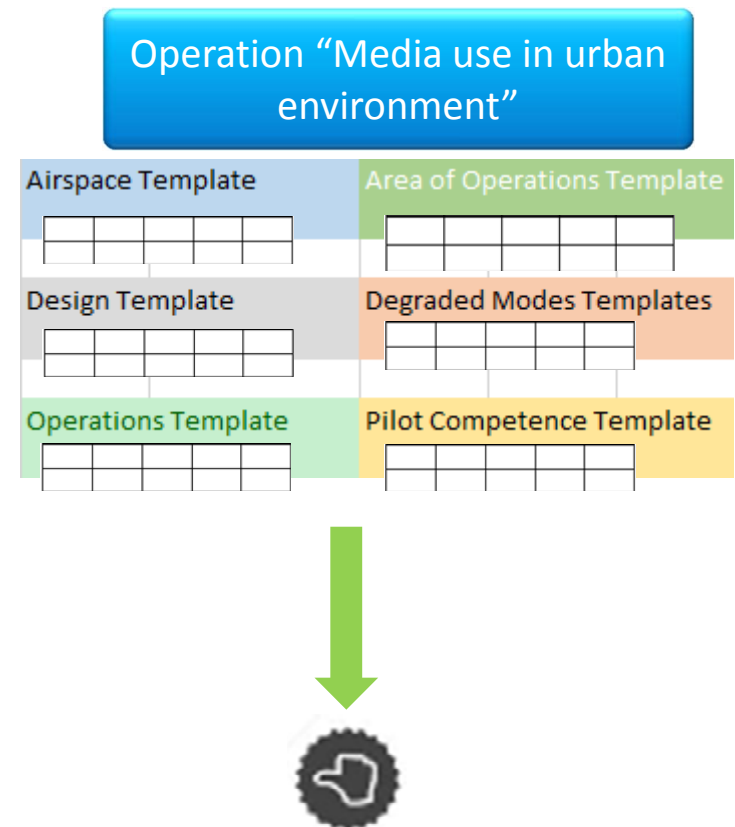 Operation “Media use in urban
environment”
Airspace Template
Area of Operations Template
Design Template
Degraded Modes Templates
Operations Template
Pilot Competence Template